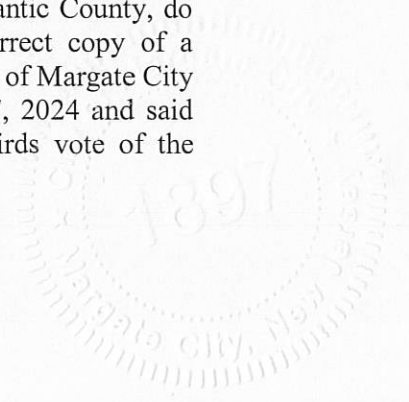 antic County, do
rrect copy of a
of Margate City
, 2024 and said
irds vote of the
1897
Margate City, New Jersey